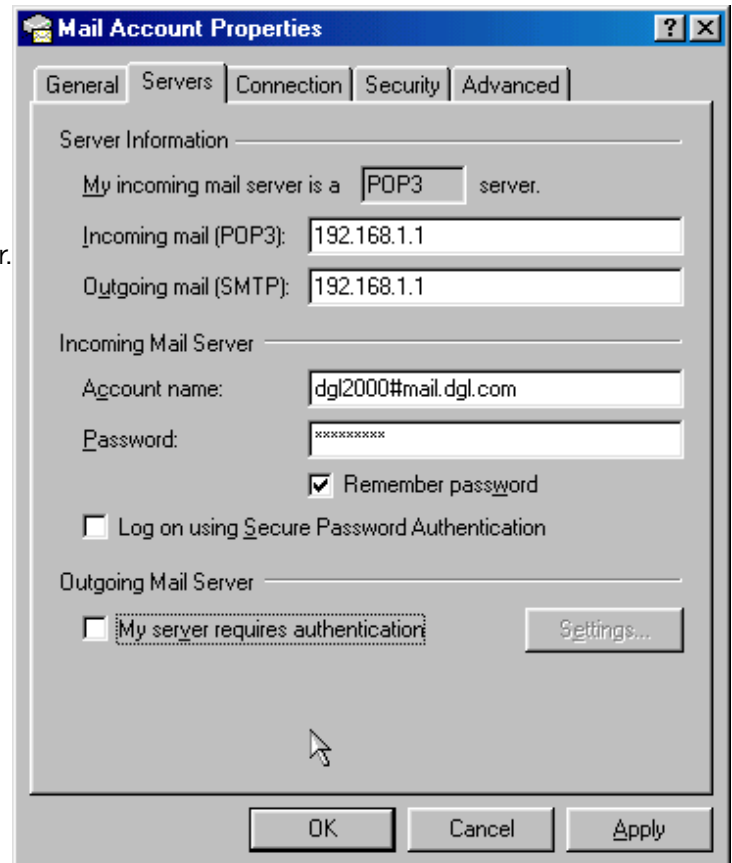 Mail Account Properties
General Servers Connection Security Advanced
Server Information
My incoming mail server is a POP3 server.
r.
Incoming mail (POP3): 192.168.1.1
Outgoing mail (SMTP): 192.168.1.1
Incoming Mail Server
Account name: dgl2000#mail.dgl.com
Password: *********
Remember password
Log on using Secure Password Authentication
Outgoing Mail Server
My server requires authentication Settings...
OK Cancel Apply